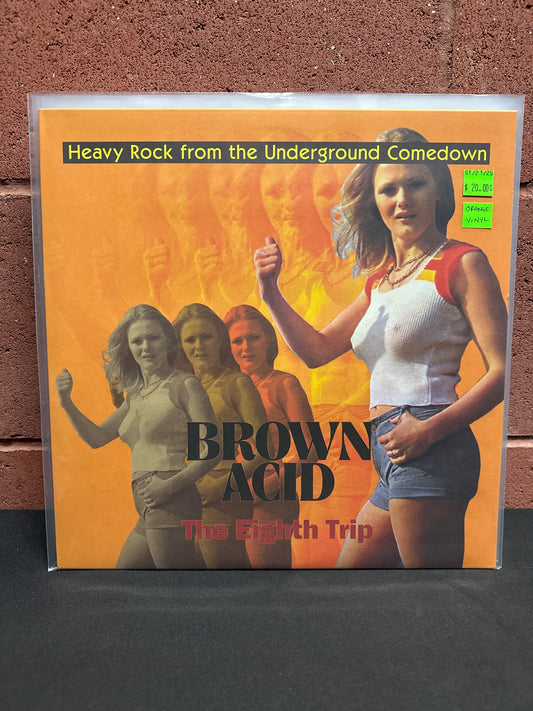 Heavy Rock from the Underground Comedown
01/21/25
$ 20.00
ORANGE
VINYL
BROWN
ACID
The Eighth Trip